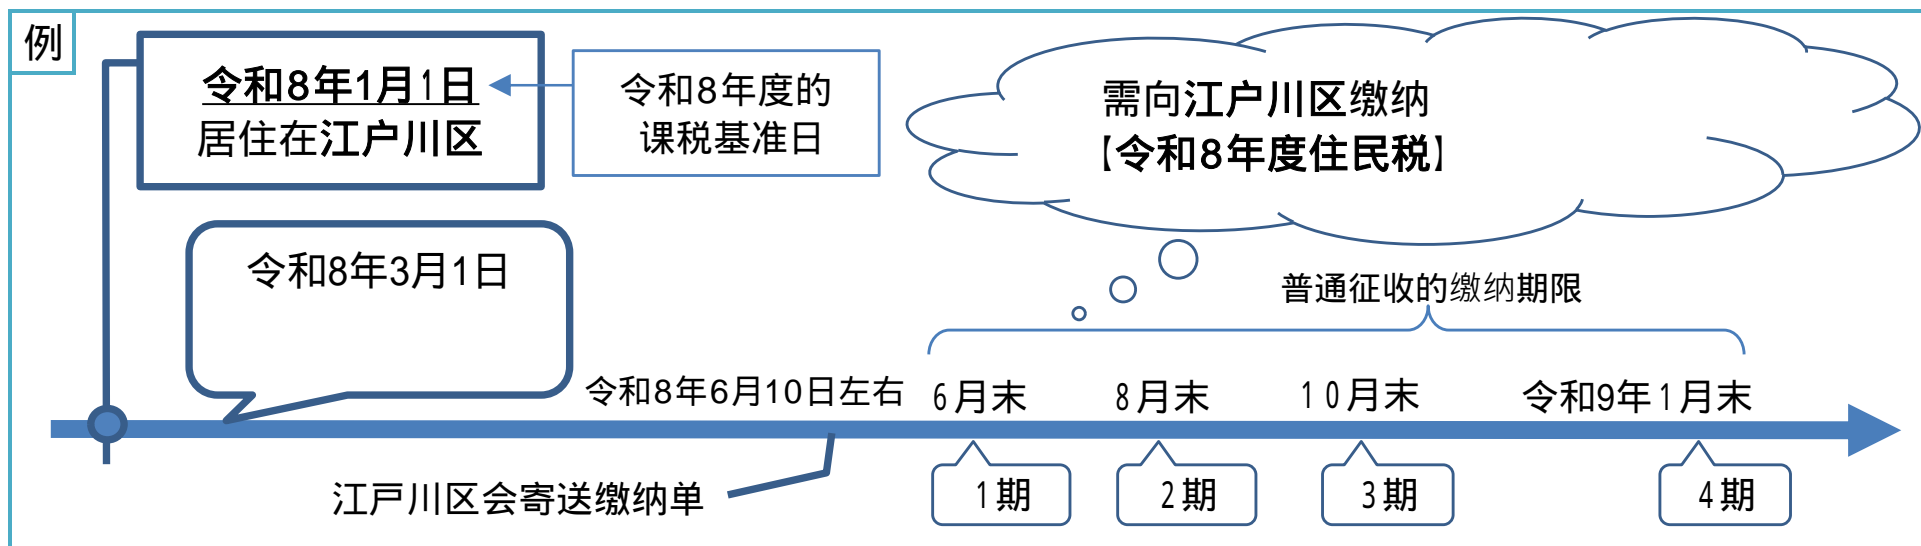 例
令和8年1月1日
居住在江户川区
令和8年度的
课税基准日
需向江户川区缴纳
【令和8年度住民税】
令和8年3月1日
普通征收的缴纳期限
令和8年6月10日左右
6月末
8月末
10月末
令和9年1月末
江戸川区会寄送缴纳单
1期
2期
3期
4期